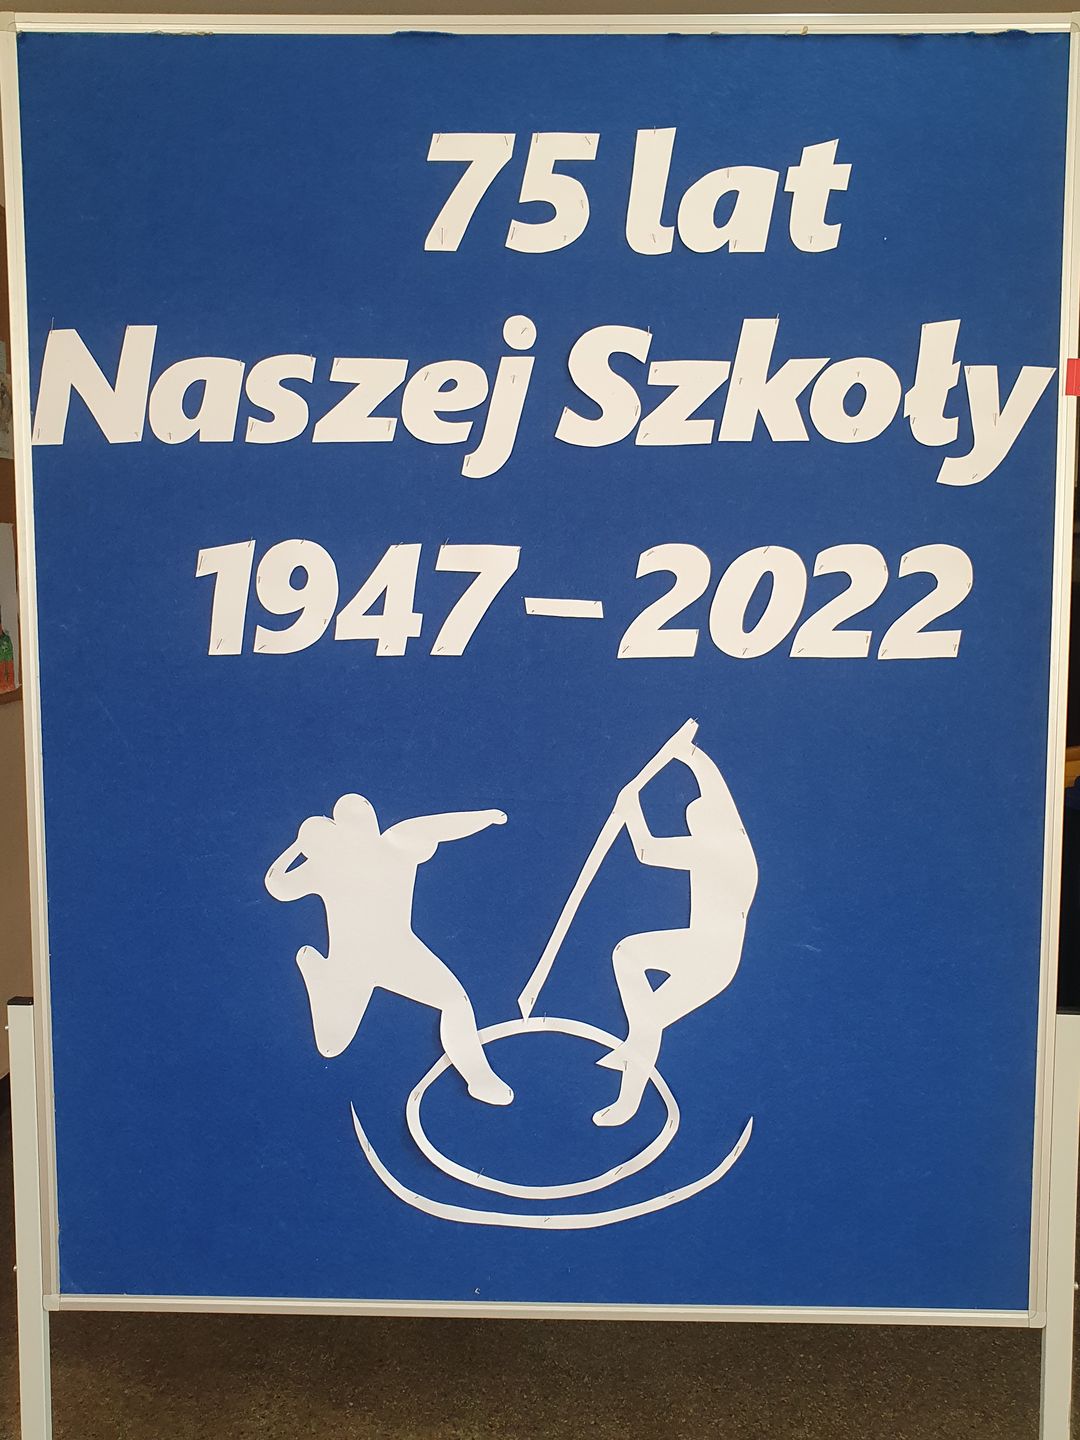 75 lat
Naszej Szkoły
1947 – 2022